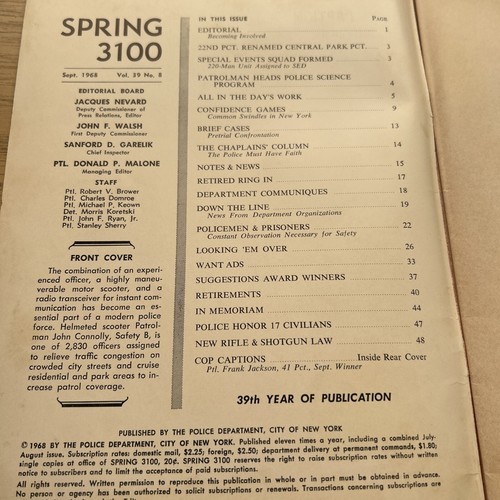 SPRING
3100
Sept. 1968 Vol. 39 No. 8
EDITORIAL BOARD
JACQUES NEVARD
Deputy Commissioner of
Press Relations, Editor
JOHN F. WALSH
First Deputy Commissioner
SANFORD D. GARELIK
Chief Inspector
PTL. DONALD P. MALONE
Managing Editor
STAFF
Ptl. Robert V. Brower
Ptl. Charles Domroe
Ptl. Michael P. Keown
Det. Morris Koretski
Ptl. John F. Ryan, Jr.
Ptl. Stanley Sherry
FRONT COVER
The combination of an experi-
enced officer, a highly maneu-
verable motor scooter, and a
radio transceiver for instant com-
munication has become an es-
sential part of a modern police
force. Helmeted scooter Patrol-
man John Connolly, Safety B, is
one of 2,830 officers assigned
to relieve traffic congestion on
crowded city streets and cruise
residential and park areas to in-
crease patrol coverage.
IN THIS ISSUE PAGE
EDITORIAL 1
Becoming Involved
22ND PCT. RENAMED CENTRAL PARK PCT. 3
SPECIAL EVENTS SQUAD FORMED 3
220-Man Unit Assigned to SED
PATROLMAN HEADS POLICE SCIENCE
PROGRAM 4
ALL IN THE DAY'S WORK 5
CONFIDENCE GAMES 9
Common Swindles in New York
BRIEF CASES 13
Pretrial Confrontation
THE CHAPLAINS' COLUMN 14
The Police Must Have Faith
NOTES & NEWS 15
RETIRED RING IN 17
DEPARTMENT COMMUNIQUES 18
DOWN THE LINE 19
News From Department Organizations
POLICEMEN & PRISONERS 22
Constant Observation Necessary for Safety
LOOKING 'EM OVER 26
WANT ADS 33
SUGGESTIONS AWARD WINNERS 37
RETIREMENTS 40
IN MEMORIAM 44
POLICE HONOR 17 CIVILIANS 47
NEW RIFLE & SHOTGUN LAW 48
COP CAPTIONS Inside Rear Cover
Ptl. Frank Jackson, 41 Pct., Sept. Winner
39th YEAR OF PUBLICATION
PUBLISHED BY THE POLICE DEPARTMENT, CITY OF NEW YORK
© 1968 BY THE POLICE DEPARTMENT, CITY OF NEW YORK. Published eleven times a year, including a combined July-
August issue. Subscription rates: domestic mail, $2.25; foreign, $2.50; department delivery at permanent commands, $1.80;
single copies at office of SPRING 3100, 20¢. SPRING 3100 reserves the right to raise subscription rates without written
notice to subscribers and to limit the acceptance of paid subscriptions.
All rights reserved. Written permission to reproduce this publication in whole or in part must be obtained in advance.
No person or agency has been authorized to solicit subscriptions or renewals. Transactions concerning subscriptions are